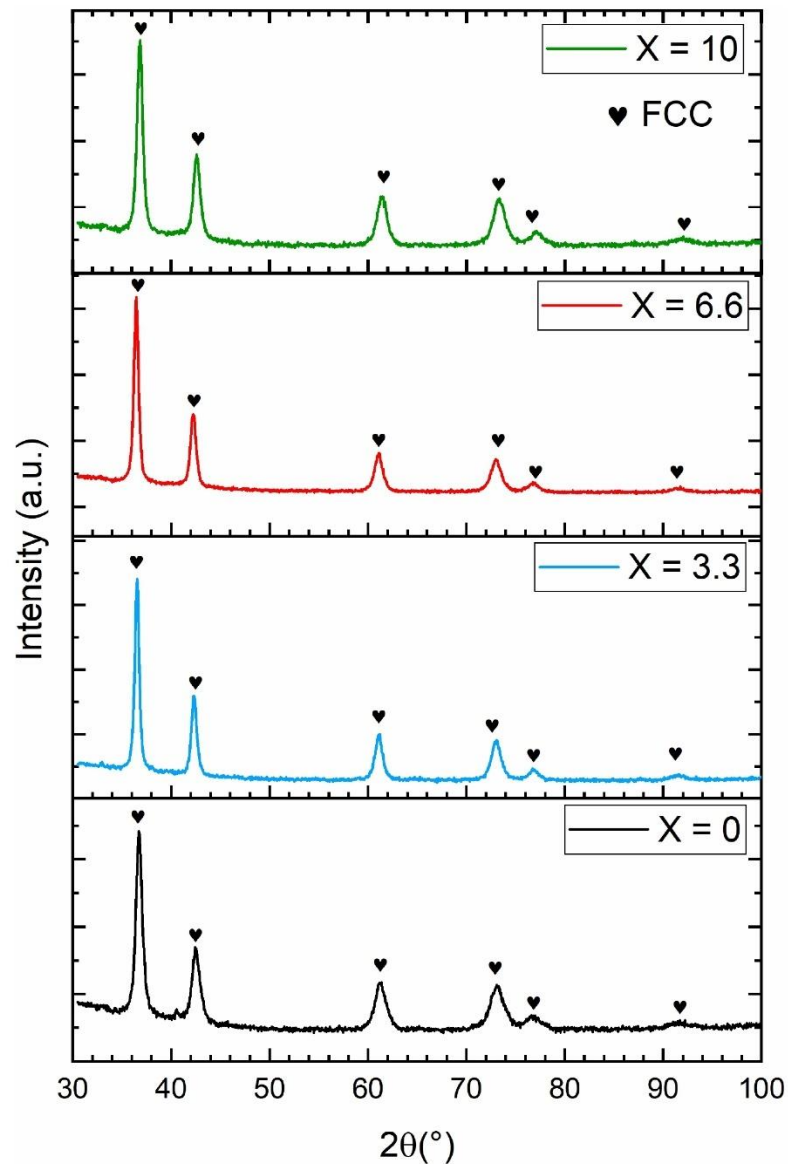 X = 10
♥ FCC
X = 6.6
Intensity (a.u.)
X = 3.3
X = 0
30 40 50 60 70 80 90 100
2θ(°)